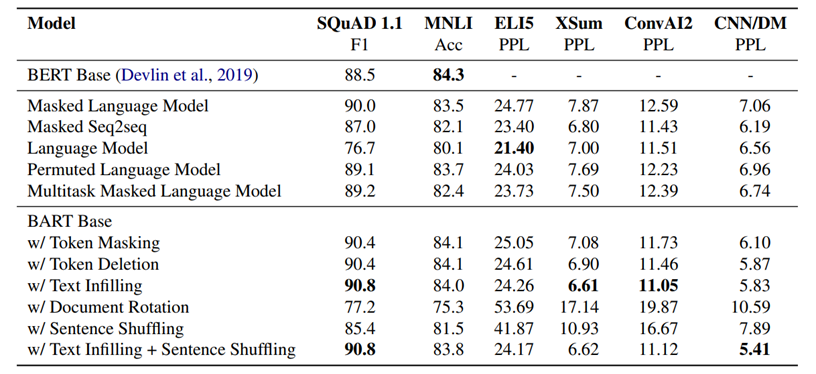 Model SQuAD 1.1 MNLI ELI5 XSum ConvAI2 CNN/DM
F1 Acc PPL PPL PPL PPL
BERT Base (Devlin et al., 2019) 88.5 84.3 - - - -
Masked Language Model 90.0 83.5 24.77 7.87 12.59 7.06
Masked Seq2seq 87.0 82.1 23.40 6.80 11.43 6.19
Language Model 76.7 80.1 21.40 7.00 11.51 6.56
Permuted Language Model 89.1 83.7 24.03 7.69 12.23 6.96
Multitask Masked Language Model 89.2 82.4 23.73 7.50 12.39 6.74
BART Base
w/ Token Masking 90.4 84.1 25.05 7.08 11.73 6.10
w/ Token Deletion 90.4 84.1 24.61 6.90 11.46 5.87
w/ Text Infilling 90.8 84.0 24.26 6.61 11.05 5.83
w/ Document Rotation 77.2 75.3 53.69 17.14 19.87 10.59
w/ Sentence Shuffling 85.4 81.5 41.87 10.93 16.67 7.89
w/ Text Infilling + Sentence Shuffling 90.8 83.8 24.17 6.62 11.12 5.41